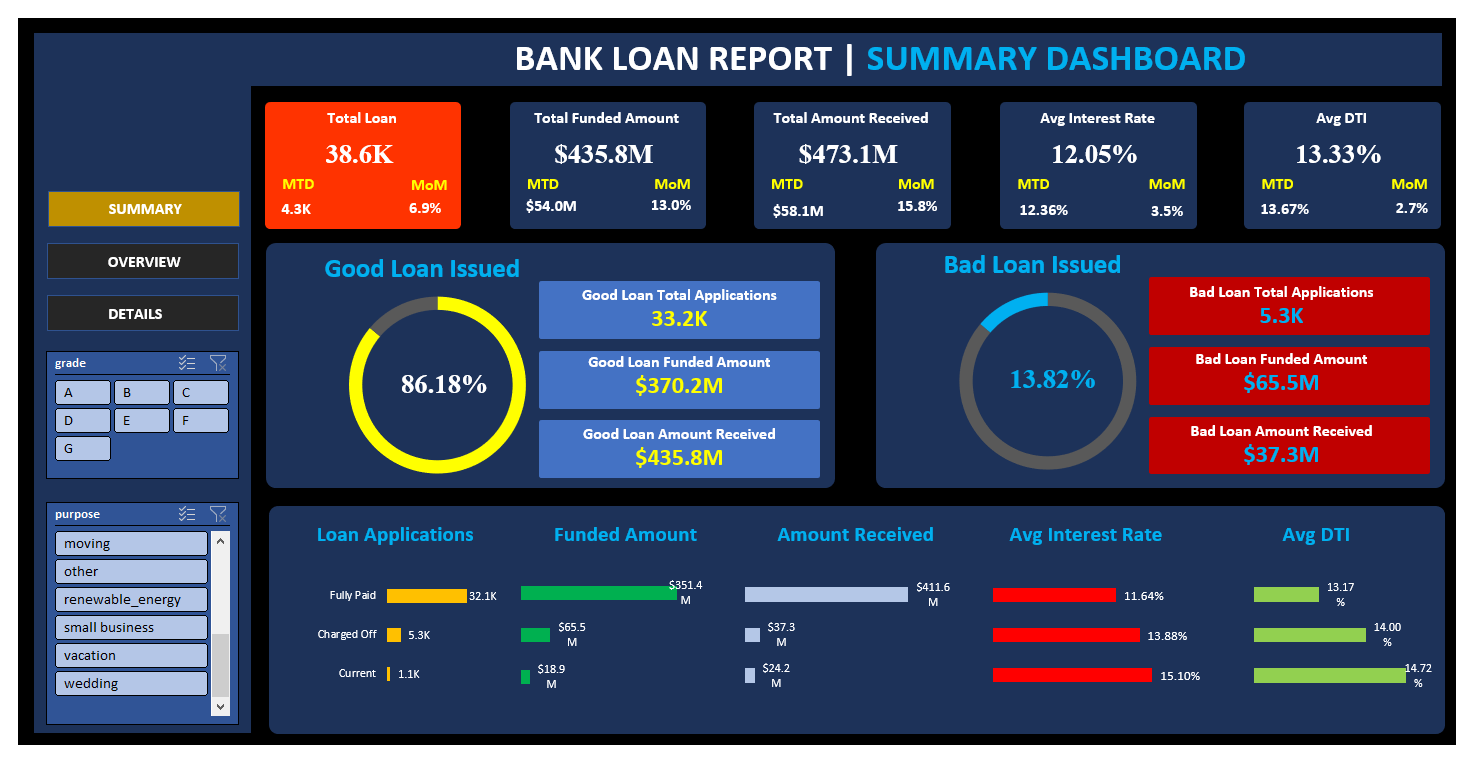 BANK LOAN REPORT | SUMMARY DASHBOARD
SUMMARY
OVERVIEW
DETAILS
grade
A
B
C
D
E
F
G
purpose
moving
other
renewable_energy
small business
vacation
wedding
Total Loan
38.6K
MTD
MoM
4.3K
6.9%
Total Funded Amount
$435.8M
MTD
MoM
$54.0M
13.0%
Total Amount Received
$473.1M
MTD
MoM
$58.1M
15.8%
Avg Interest Rate
12.05%
MTD
MoM
12.36%
3.5%
Avg DTI
13.33%
MTD
MoM
13.67%
2.7%
Good Loan Issued
86.18%
Good Loan Total Applications
33.2K
Good Loan Funded Amount
$370.2M
Good Loan Amount Received
$435.8M
Bad Loan Issued
13.82%
Bad Loan Total Applications
5.3K
Bad Loan Funded Amount
$65.5M
Bad Loan Amount Received
$37.3M
Loan Applications
Fully Paid
32.1K
Charged Off
5.3K
Current
1.1K
Funded Amount
$351.4
M
$65.5
M
$18.9
M
Amount Received
$411.6
M
$37.3
M
$24.2
M
Avg Interest Rate
11.64%
13.88%
15.10%
Avg DTI
13.17
%
14.00
%
14.72
%